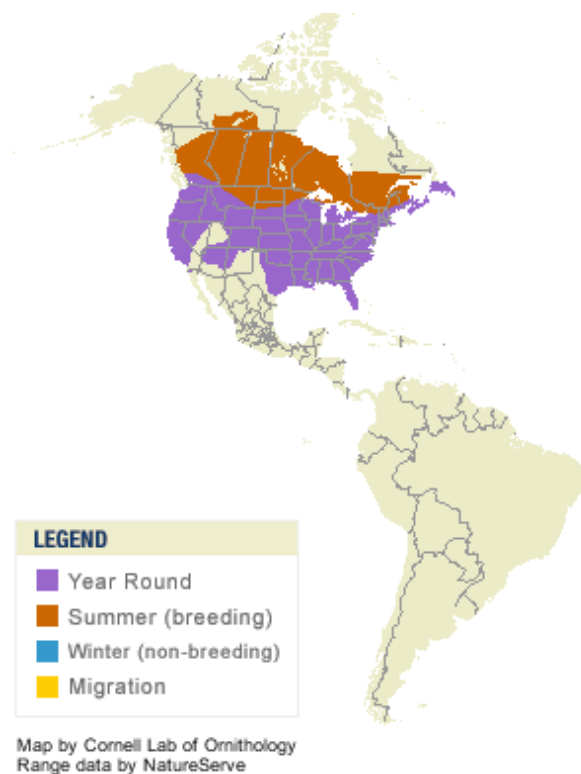 LEGEND
Year Round
Summer (breeding)
Winter (non-breeding)
Migration
Map by Cornell Lab of Ornithology
Range data by NatureServe